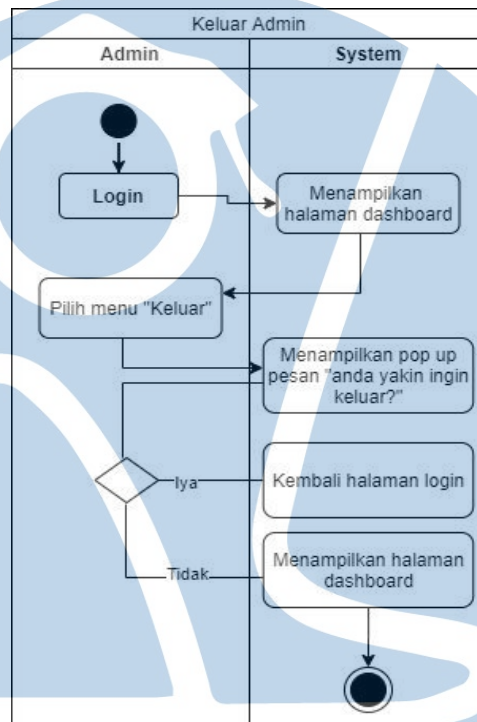 Keluar Admin
Admin
System
Login
Menampilkan
halaman dashboard
Pilih menu "Keluar"
Menampilkan pop up
pesan "anda yakin ingin
keluar?"
Iya
Kembali halaman login
Tidak
Menampilkan halaman
dashboard